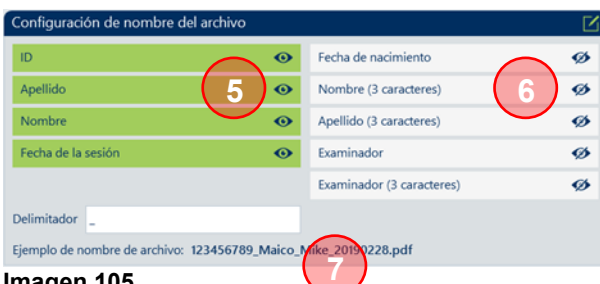 Configuración de nombre del archivo
ID
Apellido
Nombre
Fecha de la sesión
5
Fecha de nacimiento
Nombre (3 caracteres)
Apellido (3 caracteres)
Examinador
Examinador (3 caracteres)
6
Delimitador _
Ejemplo de nombre de archivo: 123456789_Maico_Mike_20190228.pdf
7
Imagen 105